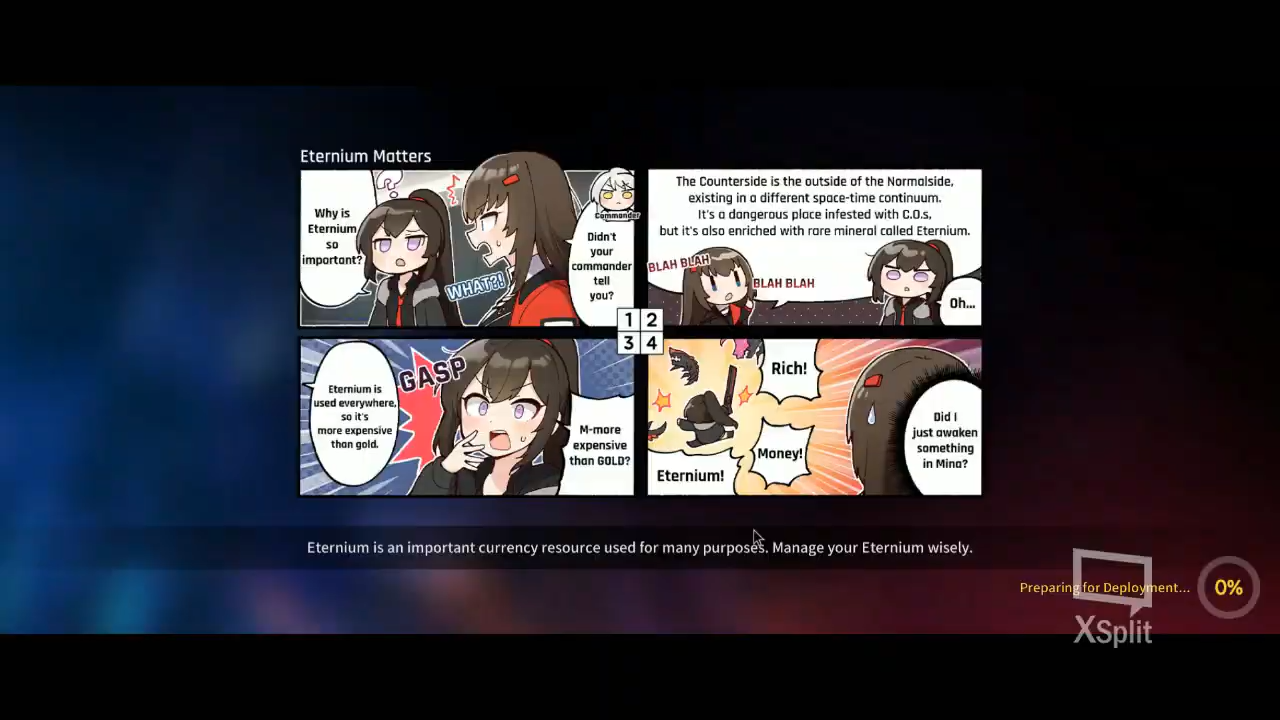 Eternium Matters
Why is
Eternium
so
important?
?
WHAT?!
Commander
Didn't
your
commander
tell
you?
The Counterside is the outside of the Normalside,
existing in a different space-time continuum.
It's a dangerous place infested with C.O.s,
but it's also enriched with rare mineral called Eternium.
BLAH BLAH
BLAH BLAH
Oh...
1 2
3 4
Eternium is
used everywhere,
so it's
more expensive
than gold.
GASP
M-more
expensive
than GOLD?
Rich!
Money!
Eternium!
Did I
just awaken
something
in Mina?
Eternium is an important currency resource used for many purposes. Manage your Eternium wisely.
Preparing for Deployment...
0%
XSplit